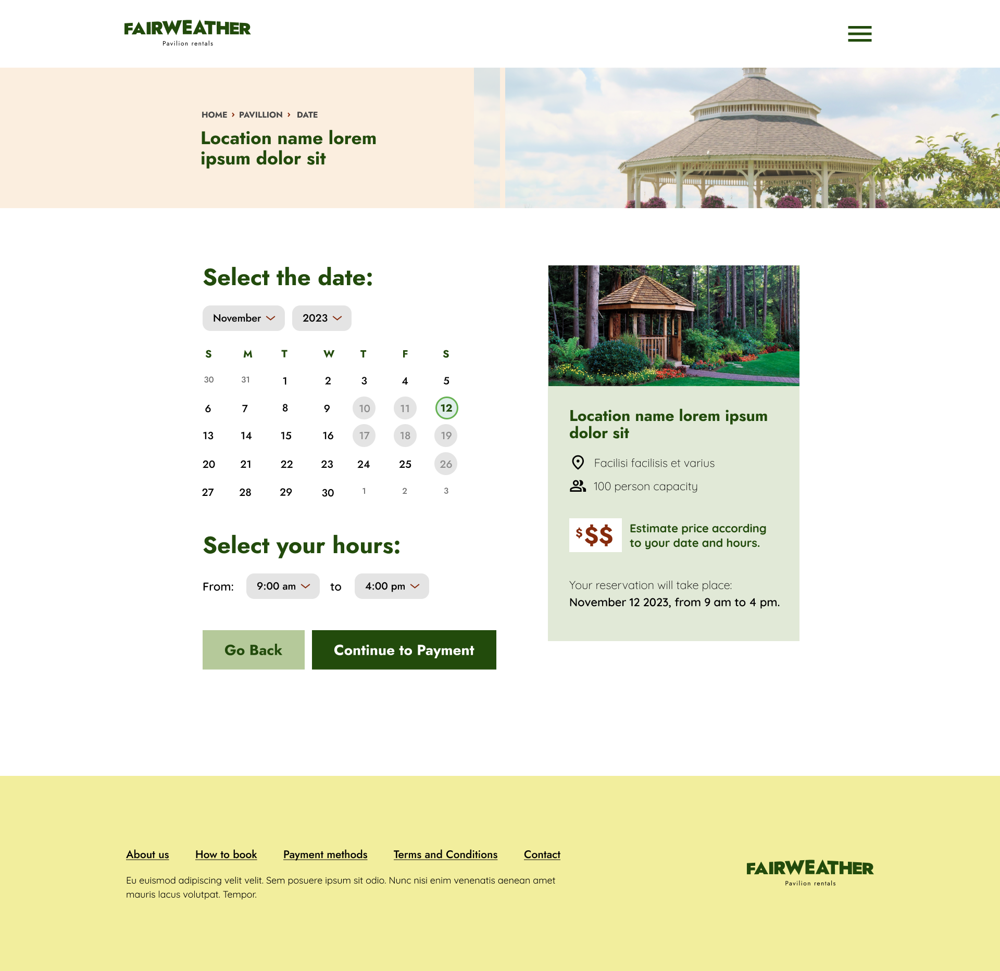 FAIRWEATHER
Pavilion rentals
HOME › PAVILLION › DATE
Location name lorem
ipsum dolor sit
Select the date:
November 2023
S M T W T F S
30 31 1 2 3 4 5
6 7 8 9 10 11 12
13 14 15 16 17 18 19
20 21 22 23 24 25 26
27 28 29 30 1 2 3
Select your hours:
From: 9:00 am to 4:00 pm
Go Back Continue to Payment
Location name lorem ipsum
dolor sit
Facilisi facilisis et varius
100 person capacity
$$$
Estimate price according
to your date and hours.
Your reservation will take place:
November 12 2023, from 9 am to 4 pm.
About us How to book Payment methods Terms and Conditions Contact
Eu euismod adipiscing velit velit. Sem posuere ipsum sit odio. Nunc nisi enim venenatis aenean amet
mauris lacus volutpat. Tempor.
FAIRWEATHER
Pavilion rentals